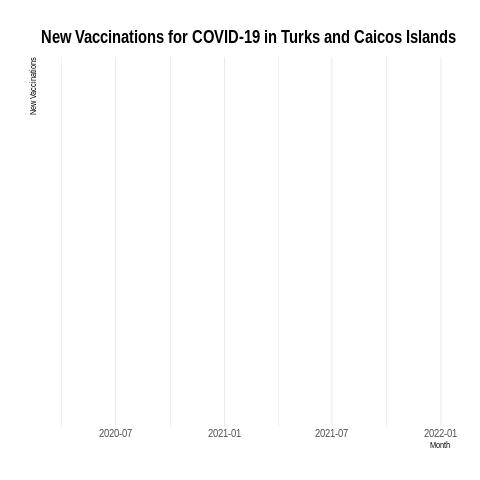 New Vaccinations for COVID-19 in Turks and Caicos Islands
New Vaccinations
2020-07
2021-01
2021-07
2022-01
Month